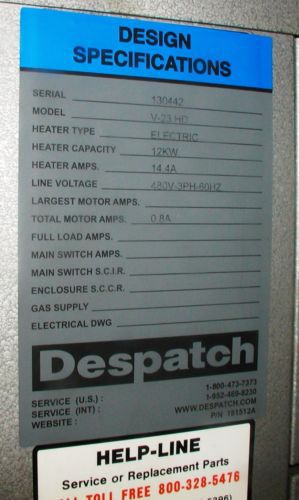 DESIGN
SPECIFICATIONS
SERIAL 130442
MODEL V-23 HD
HEATER TYPE ELECTRIC
HEATER CAPACITY 12KW
HEATER AMPS. 14.4A
LINE VOLTAGE 480V-3PH-60HZ
LARGEST MOTOR AMPS.
TOTAL MOTOR AMPS. 0.8A
FULL LOAD AMPS.
MAIN SWITCH AMPS.
MAIN SWITCH S.C.I.R.
ENCLOSURE S.C.C.R.
GAS SUPPLY
ELECTRICAL DWG
Despatch
SERVICE (U.S.) : 1-800-473-7373
SERVICE (INT) : 1-952-469-8230
WEBSITE : WWW.DESPATCH.COM
P/N 181512A
HELP-LINE
Service or Replacement Parts
CALL TOLL FREE 800-328-5476